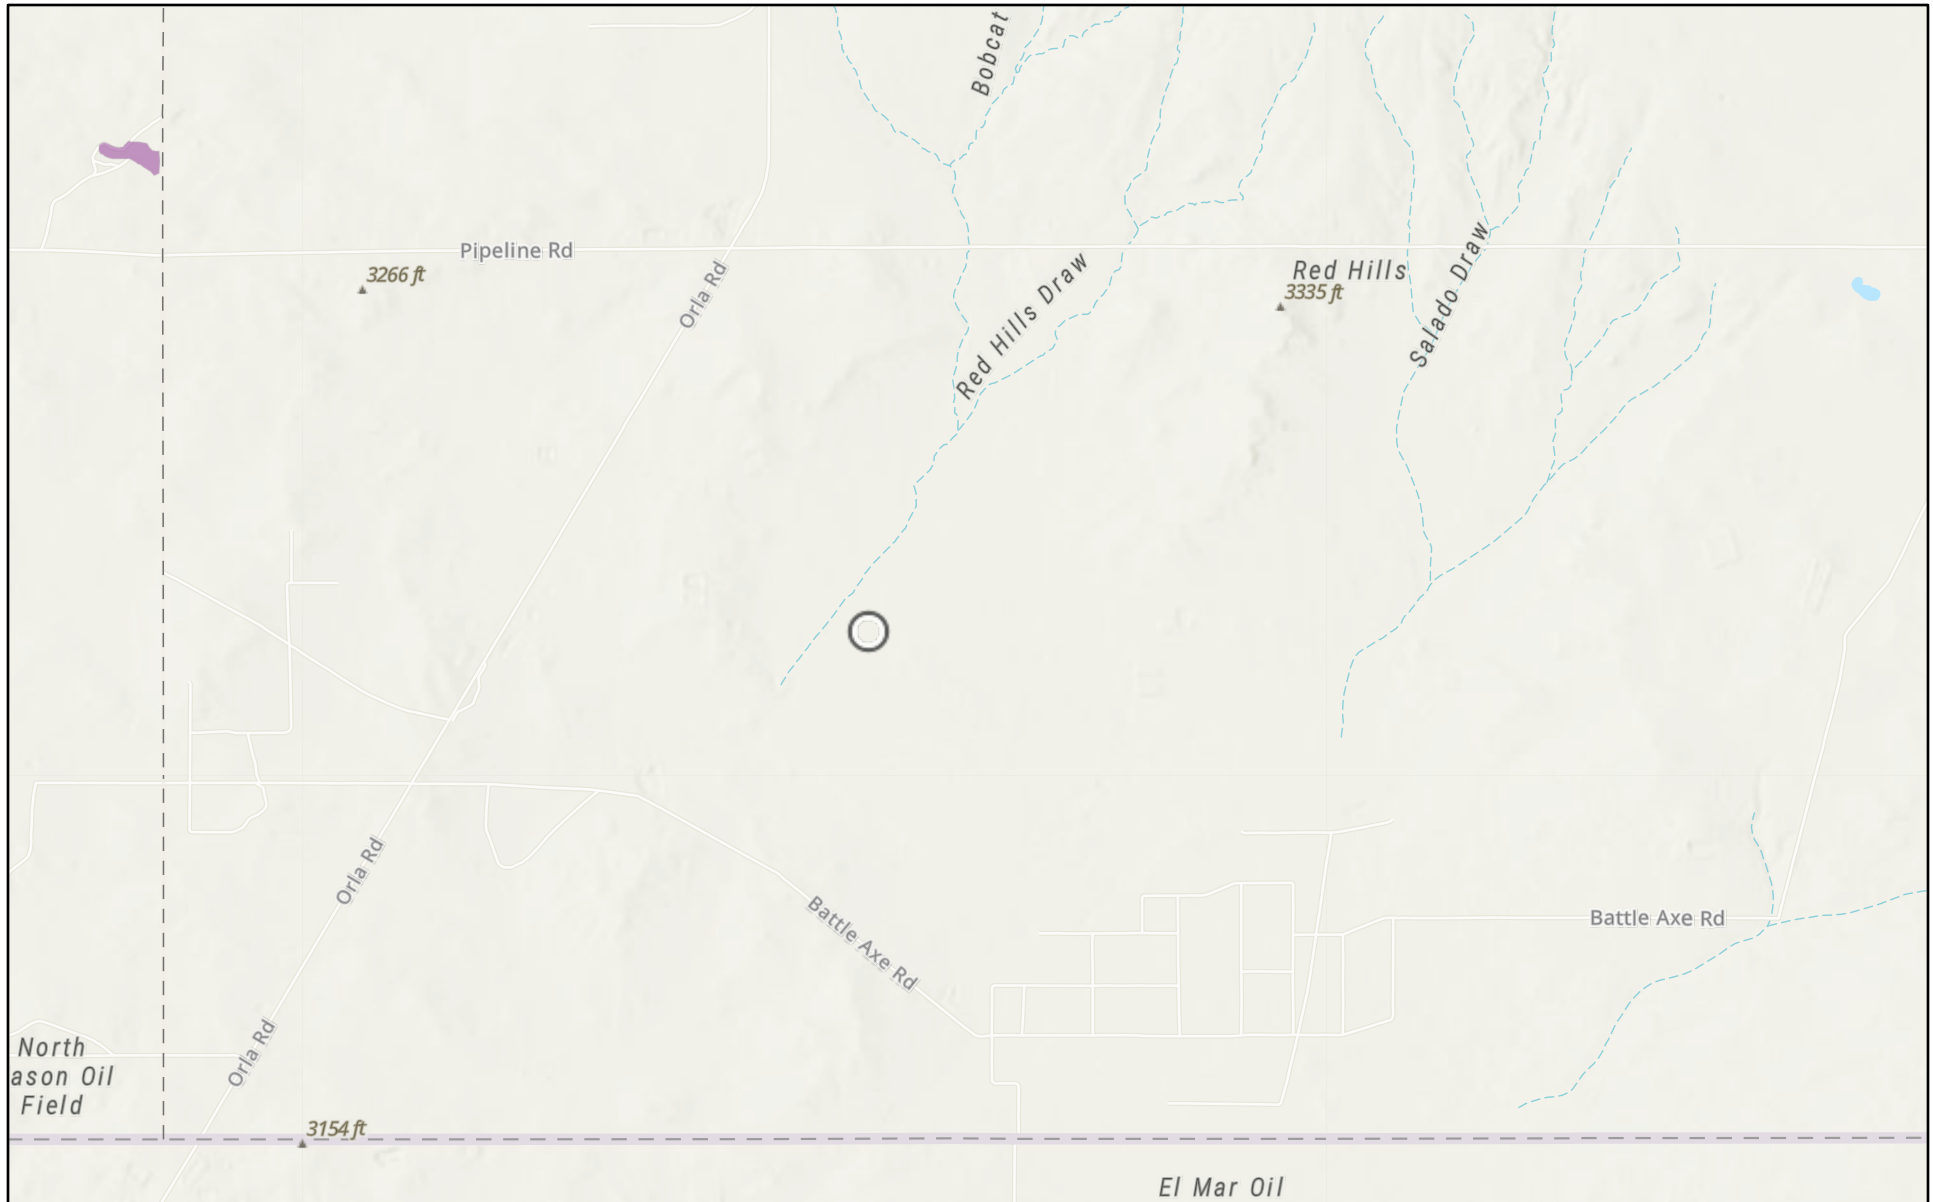 Bobcat
Pipeline Rd
3266 ft
Orla Rd
Red Hills Draw
Red Hills
3335 ft
Salado Draw
Orla Rd
Battle Axe Rd
Battle Axe Rd
Orla Rd
North
ason Oil
Field
3154 ft
El Mar Oil